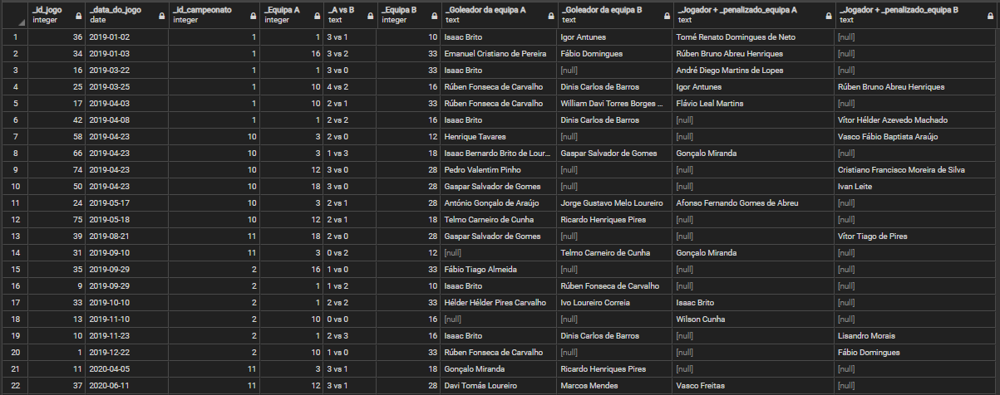 _id_jogo integer _data_do_jogo date _id_campeonato integer _Equipa A integer _A vs B text _Equipa B integer _Goleador da equipa A text _Goleador da equipa B text _Jogador + _penalizado_equipa A text _Jogador + _penalizado_equipa B text
1 36 2019-01-02 1 1 3 vs 1 10 Isaac Brito Igor Antunes Tomé Renato Domingues de Neto [null]
2 34 2019-01-03 1 16 3 vs 2 33 Emanuel Cristiano de Pereira Fábio Domingues Rúben Bruno Abreu Henriques [null]
3 16 2019-03-22 1 1 3 vs 0 33 Isaac Brito [null] André Diego Martins de Lopes [null]
4 25 2019-03-25 1 10 4 vs 2 16 Rúben Fonseca de Carvalho Dinis Carlos de Barros Igor Antunes Rúben Bruno Abreu Henriques
5 17 2019-04-03 1 10 2 vs 1 33 Rúben Fonseca de Carvalho William Davi Torres Borges ... Flávio Leal Martins [null]
6 42 2019-04-08 1 1 2 vs 2 16 Isaac Brito Dinis Carlos de Barros [null] Vítor Hélder Azevedo Machado
7 58 2019-04-23 10 3 2 vs 0 12 Henrique Tavares [null] [null] Vasco Fábio Baptista Araújo
8 66 2019-04-23 10 3 1 vs 3 18 Isaac Bernardo Brito de Lour... Gaspar Salvador de Gomes Gonçalo Miranda [null]
9 74 2019-04-23 10 12 3 vs 0 28 Pedro Valentim Pinho [null] [null] Cristiano Francisco Moreira de Silva
10 50 2019-04-23 10 18 3 vs 0 28 Gaspar Salvador de Gomes [null] [null] Ivan Leite
11 24 2019-05-17 10 3 2 vs 1 28 António Gonçalo de Araújo Jorge Gustavo Melo Loureiro Afonso Fernando Gomes de Abreu [null]
12 75 2019-05-18 10 12 2 vs 1 18 Telmo Carneiro de Cunha Ricardo Henriques Pires [null] [null]
13 39 2019-08-21 11 18 2 vs 0 28 Gaspar Salvador de Gomes [null] [null] Vítor Tiago de Pires
14 31 2019-09-10 11 3 0 vs 2 12 [null] Telmo Carneiro de Cunha Gonçalo Miranda [null]
15 35 2019-09-29 2 16 1 vs 0 33 Fábio Tiago Almeida [null] [null] [null]
16 9 2019-09-29 2 1 1 vs 2 10 Isaac Brito Rúben Fonseca de Carvalho [null] [null]
17 33 2019-10-10 2 1 2 vs 2 33 Hélder Hélder Pires Carvalho Ivo Loureiro Correia Isaac Brito [null]
18 13 2019-11-10 2 10 0 vs 0 16 [null] [null] Wilson Cunha [null]
19 10 2019-11-23 2 1 2 vs 3 16 Isaac Brito Dinis Carlos de Barros [null] Lisandro Morais
20 1 2019-12-22 2 10 1 vs 0 33 Rúben Fonseca de Carvalho [null] [null] Fábio Domingues
21 11 2020-04-05 11 3 3 vs 1 18 Gonçalo Miranda Ricardo Henriques Pires [null] [null]
22 37 2020-06-11 11 12 3 vs 1 28 Davi Tomás Loureiro Marcos Mendes Vasco Freitas [null]